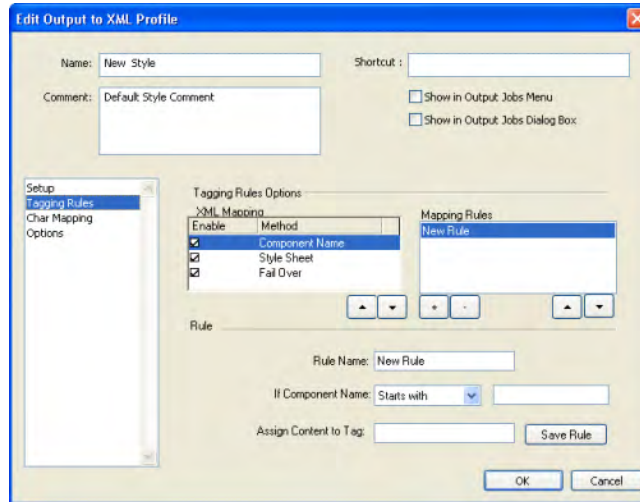 Edit Output to XML Profile
Name: New Style
Shortcut :
Comment: Default Style Comment
Show in Output Jobs Menu
Show in Output Jobs Dialog Box
Setup
Tagging Rules
Char Mapping
Options
Tagging Rules Options
XML Mapping
Enable Method
Component Name
Style Sheet
Fail Over
Mapping Rules
New Rule
+ -
Rule
Rule Name: New Rule
If Component Name: Starts with
Assign Content to Tag:
Save Rule
OK Cancel